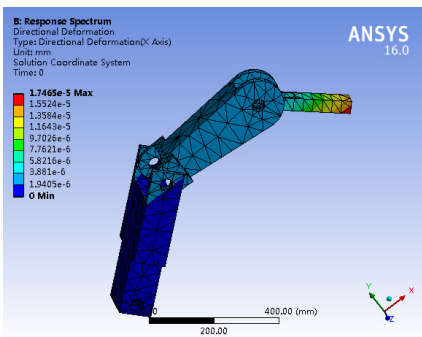 B: Response Spectrum
Directional Deformation
Type: Directional Deformation(X Axis)
Unit: mm
Solution Coordinate System
Time: 0
ANSYS
16.0
1.7465e-5 Max
1.5524e-5
1.3584e-5
1.1643e-5
9.7026e-6
7.7621e-6
5.8216e-6
3.881e-6
1.9405e-6
0 Min
400.00 (mm)
200.00
Y
X
Z